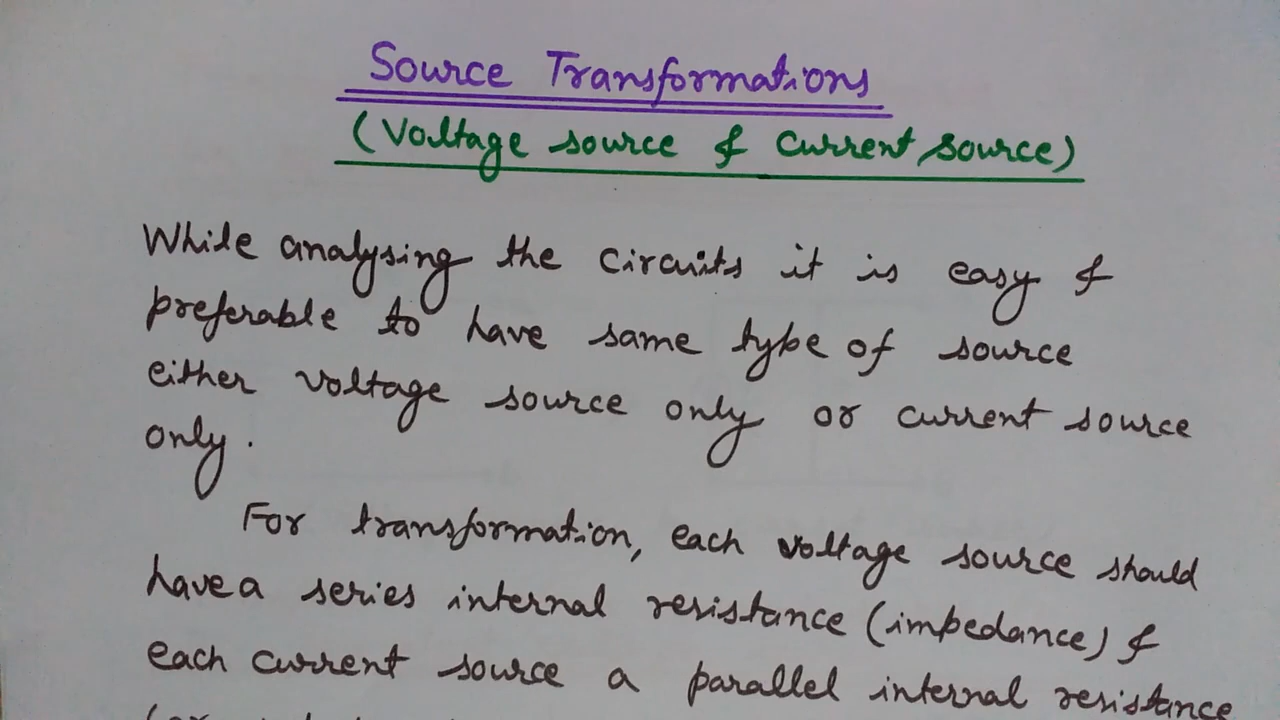 Source Transformations
(Voltage source & current source)
While analysing the circuits it is easy &
preferable to have same type of source
either voltage source only or current source
only.
For transformation, each voltage source should
have a series internal resistance (impedance) &
each current source a parallel internal resistance